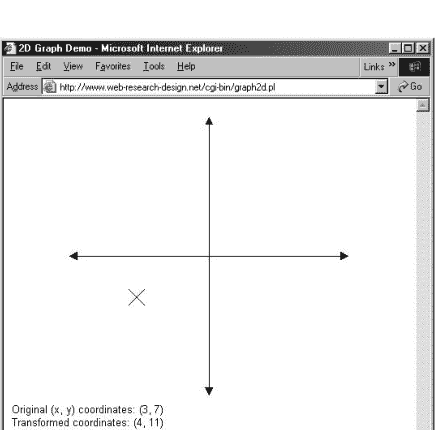 2D Graph Demo - Microsoft Internet Explorer
File Edit View Favorites Tools Help Links »
Address http://www.web-research-design.net/cgi-bin/graph2d.pl Go
Original (x, y) coordinates: (3, 7)
Transformed coordinates: (4, 11)